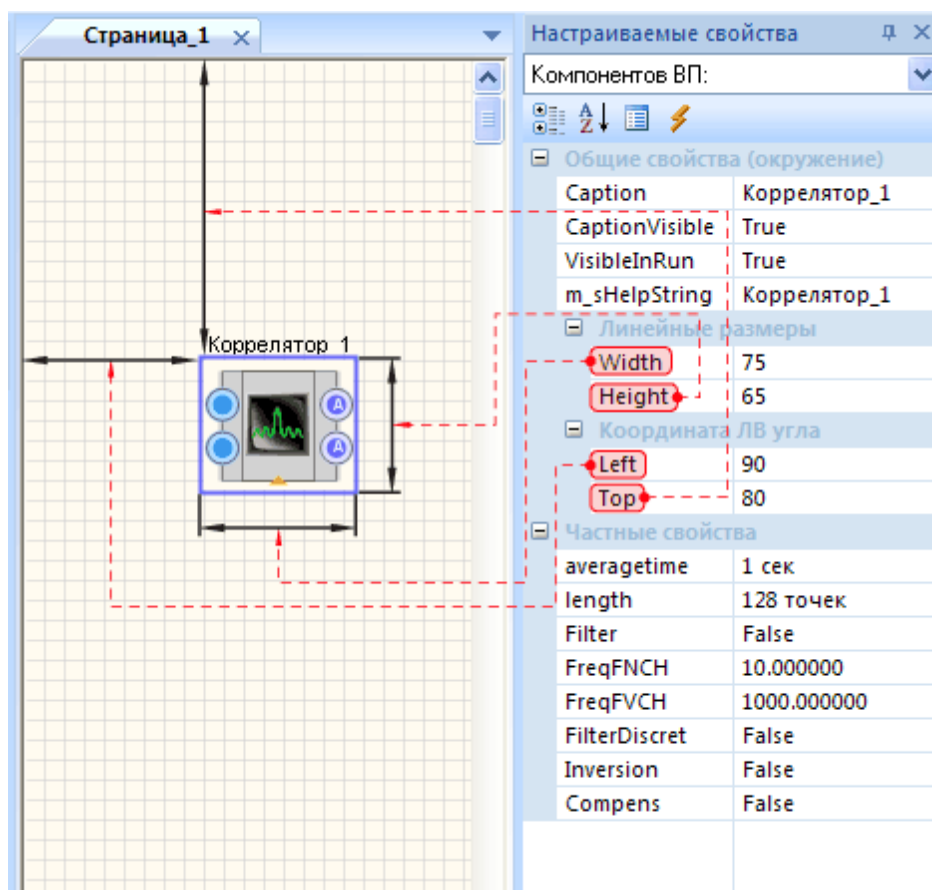 Страница_1
Настраиваемые свойства
Компонентов ВП:
Общие свойства (окружение)
Caption Коррелятор_1
CaptionVisible True
VisibleInRun True
m_sHelpString Коррелятор_1
Линейные размеры
Width 75
Height 65
Координата ЛВ угла
Left 90
Top 80
Частные свойства
averagetime 1 сек
length 128 точек
Filter False
FreqFNCH 10.000000
FreqFVCH 1000.000000
FilterDiscret False
Inversion False
Compens False
Коррелятор_1
A
A
A
Z